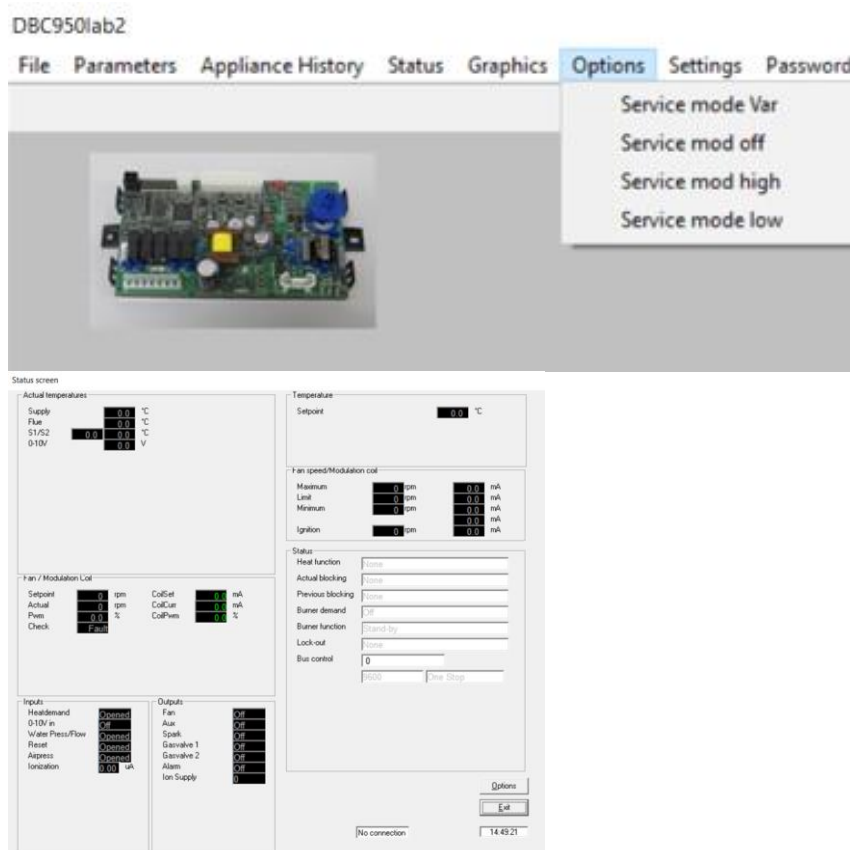 DBC950lab2
File Parameters Appliance History Status Graphics Options Settings Password
Service mode Var
Service mod off
Service mod high
Service mode low
Status screen
Actual temperatures
Supply 0.0 °C
Flue 0.0 °C
S1/S2 0.0 0.0 °C
0-10V 0.0 V
Temperature
Setpoint 0.0 °C
Fan speed/Modulation coil
Maximum 0 rpm 0.0 mA
Limit 0 rpm 0.0 mA
Minimum 0 rpm 0.0 mA
0.0 mA
Ignition 0 rpm 0.0 mA
Fan / Modulation Coil
Setpoint 0 rpm CoilSet 0.0 mA
Actual 0 rpm CoilCurr 0.0 mA
Pwm 0.0 % CoilPwm 0.0 %
Check Fault
Status
Heat function None
Actual blocking None
Previous blocking None
Burner demand Off
Burner function Stand-by
Lock-out None
Bus control 0
9600 One Stop
Inputs
Heatdemand Opened
0-10V in Off
Water Press/Flow Opened
Reset Opened
Airpress Opened
Ionization 0.00 uA
Outputs
Fan Off
Aux Off
Spark Off
Gasvalve 1 Off
Gasvalve 2 Off
Alarm Off
Ion Supply 0
Options
Exit
No connection 14:49:21